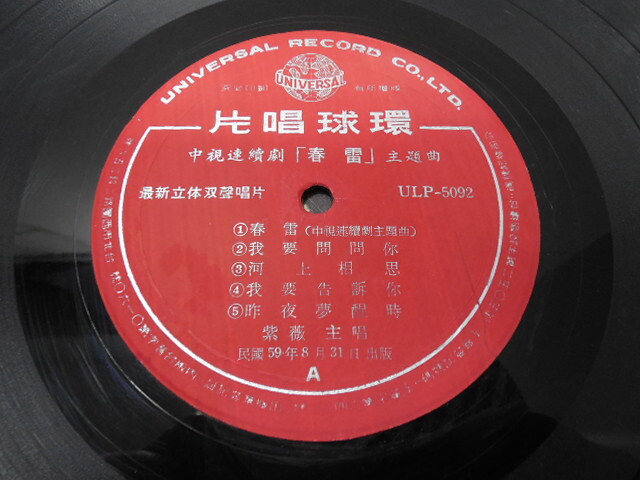 UNIVERSAL RECORD CO., LTD.
UNIVERSAL
片唱球環
中視連續劇「春雷」主題曲
最新立体双聲唱片
ULP-5092
①春雷(中視連續劇主題曲)
②我要問問你
③河上相思
④我要告訴你
⑤昨夜夢醒時
紫薇主唱
民國59年8月31日出版
A